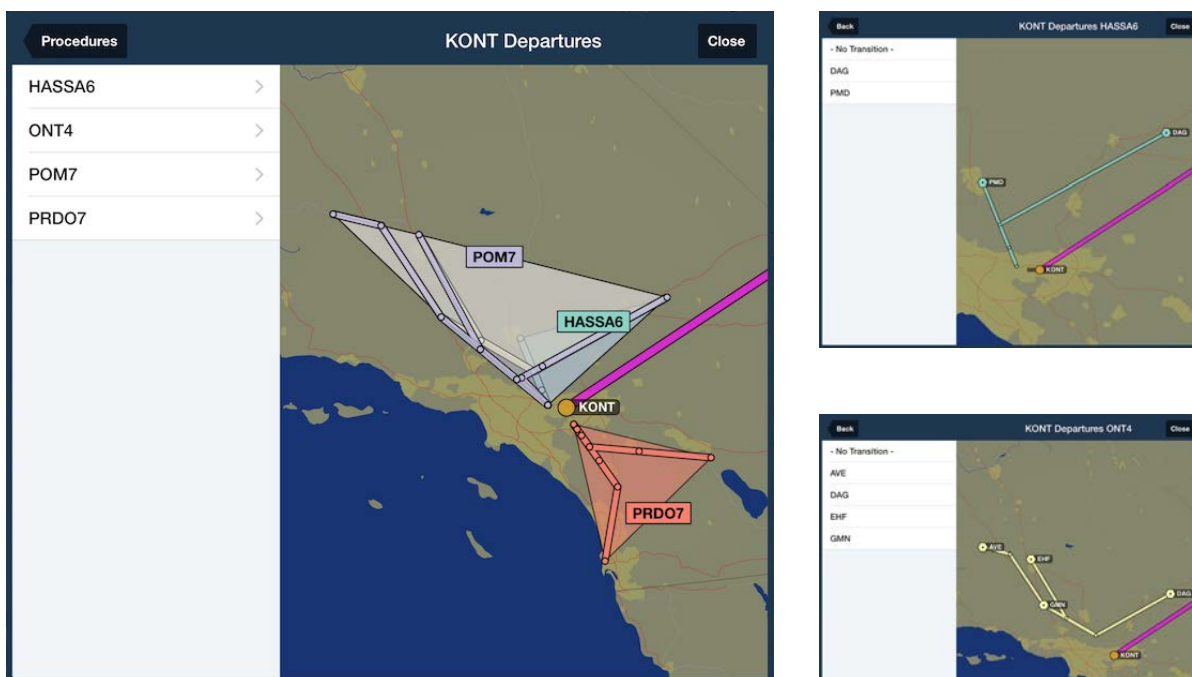 Procedures
KONT Departures
Close
HASSA6
ONT4
POM7
PRDO7
POM7
HASSA6
KONT
PRDO7
Back
KONT Departures HASSA6
Close
- No Transition -
DAG
PMD
DAG
PMD
KONT
Back
KONT Departures ONT4
Close
- No Transition -
AVE
DAG
EHF
GMN
AVE
EHF
GMN
DAG
KONT